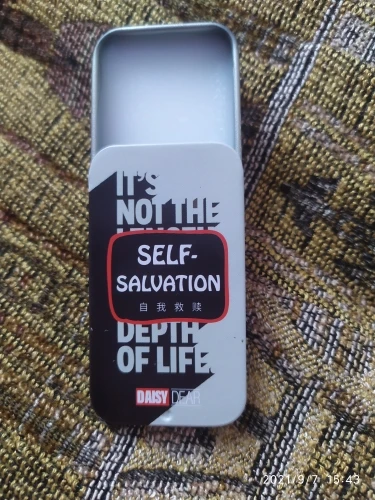 IT'S
NOT THE
SELF-
SALVATION
自我救赎
DEPTH
OF LIFE.
DAISY DEAR
2021/9/7 15:43